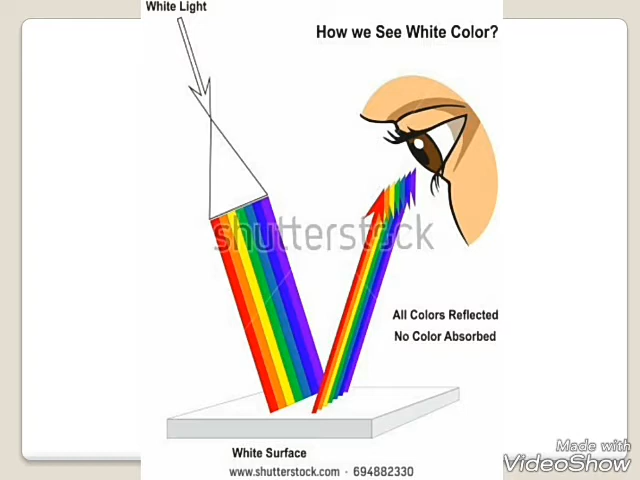 White Light
How we See White Color?
shutterstock
All Colors Reflected
No Color Absorbed
White Surface
www.shutterstock.com · 694882330
Made with
VideoShow